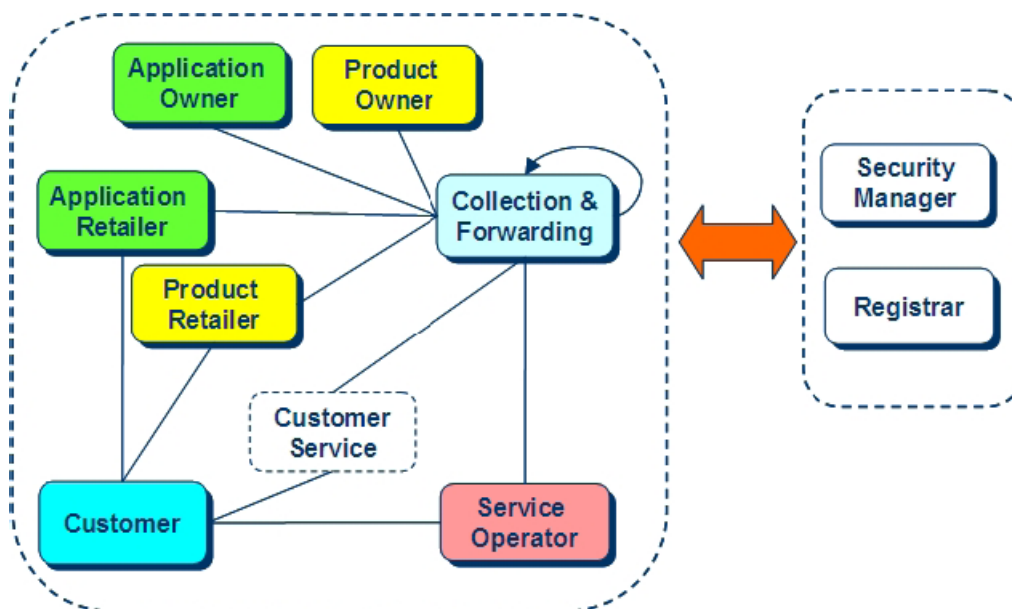 Application
Owner
Product
Owner
Application
Retailer
Collection &
Forwarding
Product
Retailer
Customer
Service
Customer
Service
Operator
Security
Manager
Registrar